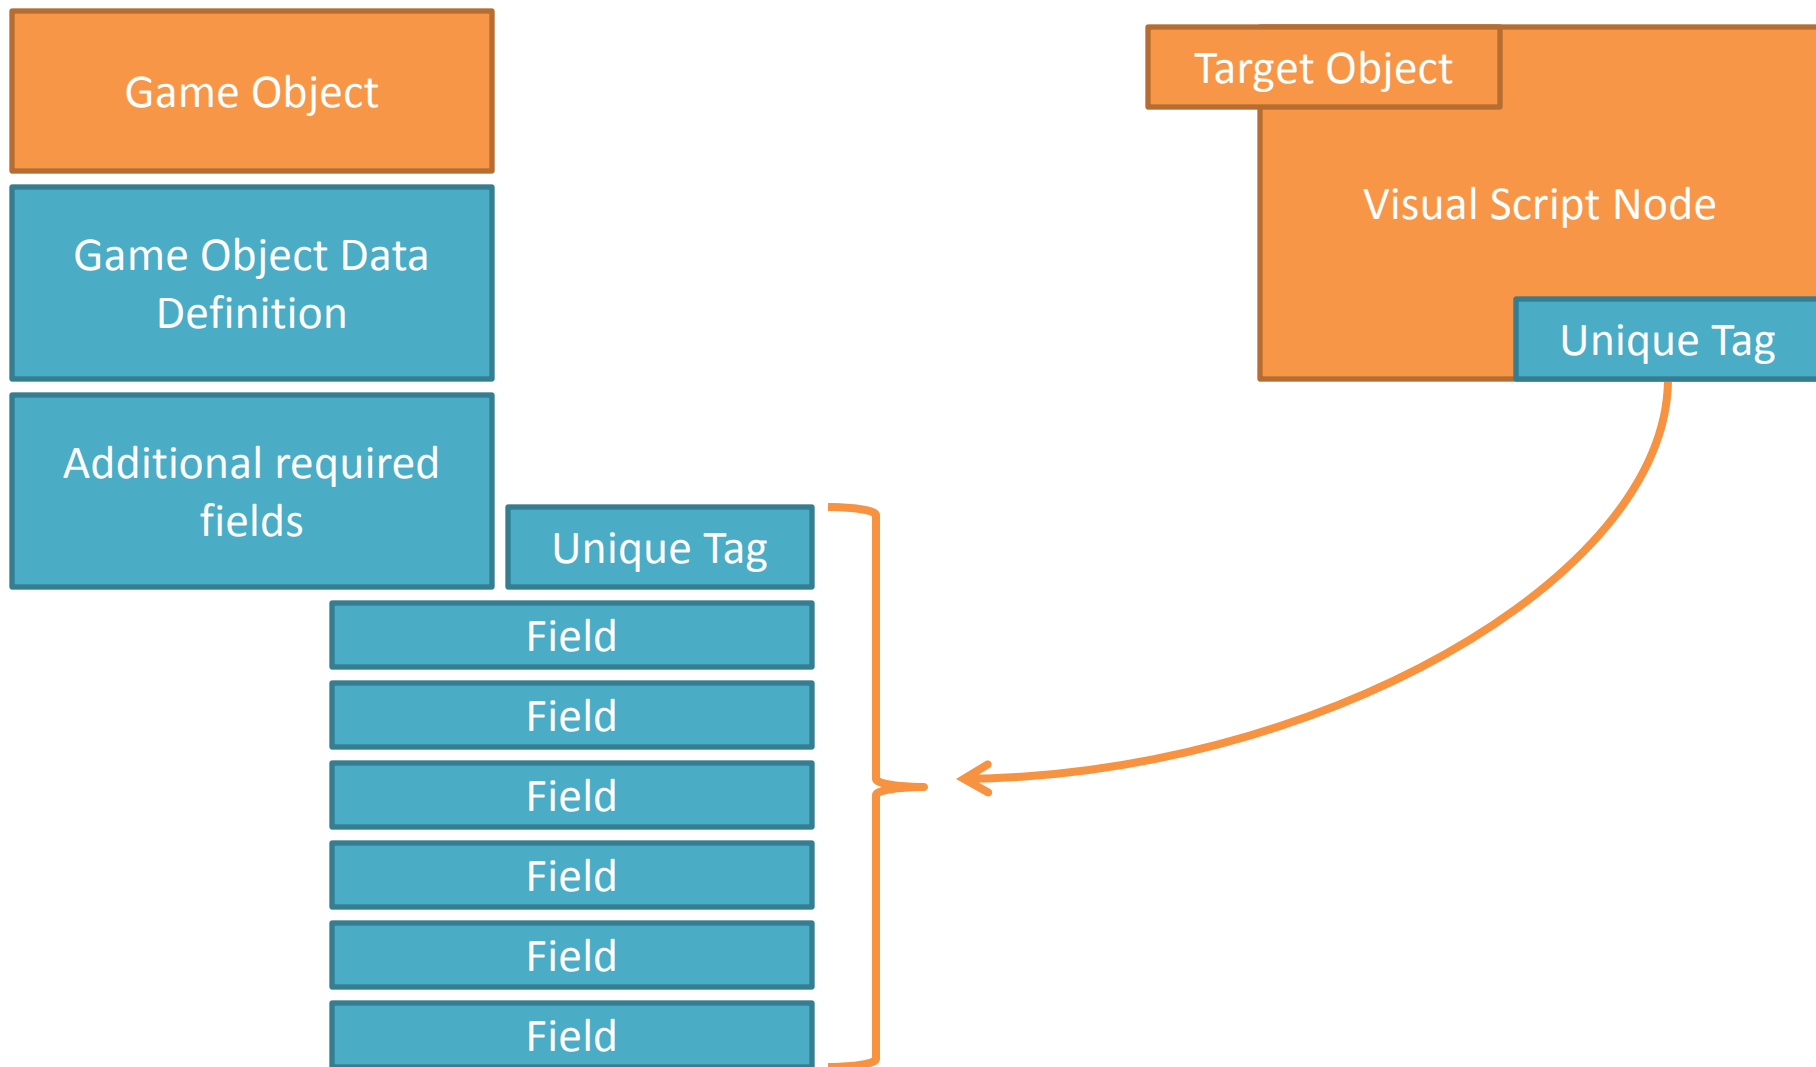 Game Object
Game Object Data
Definition
Additional required
fields
Unique Tag
Field
Field
Field
Field
Field
Field
Target Object
Visual Script Node
Unique Tag